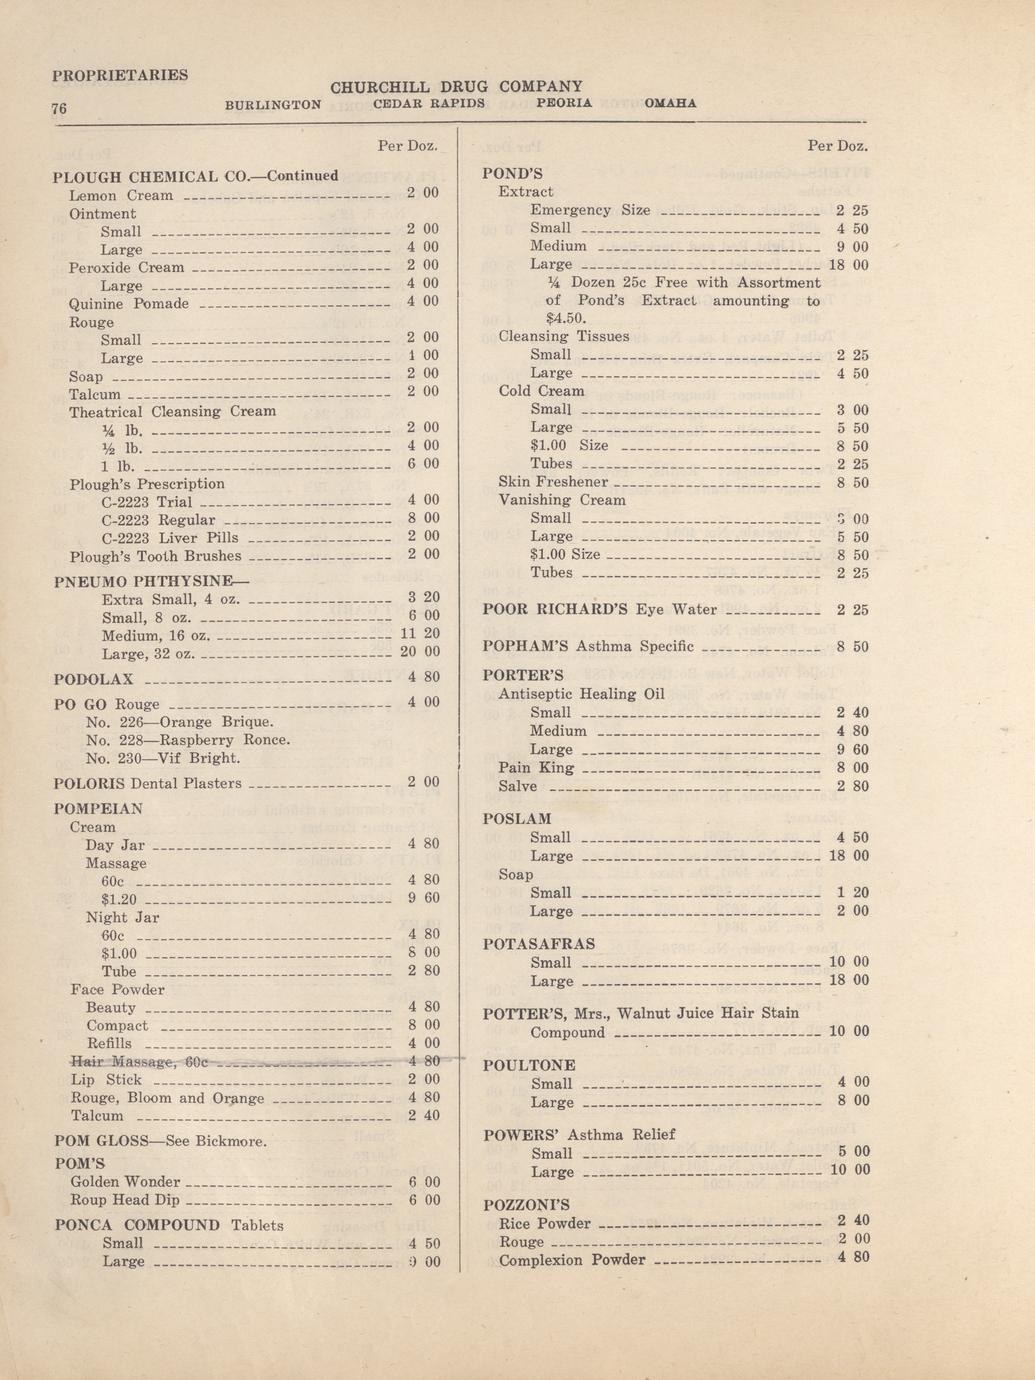 PROPRIETARIES
CHURCHILL DRUG COMPANY
76 BURLINGTON CEDAR RAPIDS PEORIA OMAHA
Per Doz.
PLOUGH CHEMICAL CO.—Continued
Lemon Cream 2 00
Ointment
Small 2 00
Large 4 00
Peroxide Cream 2 00
Large 4 00
Quinine Pomade 4 00
Rouge
Small 2 00
Large 1 00
Soap 2 00
Talcum 2 00
Theatrical Cleansing Cream
¼ lb. 2 00
½ lb. 4 00
1 lb. 6 00
Plough's Prescription
C-2223 Trial 4 00
C-2223 Regular 8 00
C-2223 Liver Pills 2 00
Plough's Tooth Brushes 2 00
PNEUMO PHTHYSINE—
Extra Small, 4 oz. 3 20
Small, 8 oz. 6 00
Medium, 16 oz. 11 20
Large, 32 oz. 20 00
PODOLAX 4 80
PO GO Rouge 4 00
No. 226—Orange Brique.
No. 228—Raspberry Ronce.
No. 230—Vif Bright.
POLORIS Dental Plasters 2 00
POMPEIAN
Cream
Day Jar 4 80
Massage
60c 4 80
$1.20 9 60
Night Jar
60c 4 80
$1.00 8 00
Tube 2 80
Face Powder
Beauty 4 80
Compact 8 00
Refills 4 00
Hair Massage, 60c 4 80
Lip Stick 2 00
Rouge, Bloom and Orange 4 80
Talcum 2 40
POM GLOSS—See Bickmore.
POM'S
Golden Wonder 6 00
Roup Head Dip 6 00
PONCA COMPOUND Tablets
Small 4 50
Large 9 00
Per Doz.
POND'S
Extract
Emergency Size 2 25
Small 4 50
Medium 9 00
Large 18 00
¼ Dozen 25c Free with Assortment
of Pond's Extract amounting to
$4.50.
Cleansing Tissues
Small 2 25
Large 4 50
Cold Cream
Small 3 00
Large 5 50
$1.00 Size 8 50
Tubes 2 25
Skin Freshener 8 50
Vanishing Cream
Small 3 00
Large 5 50
$1.00 Size 8 50
Tubes 2 25
POOR RICHARD'S Eye Water 2 25
POPHAM'S Asthma Specific 8 50
PORTER'S
Antiseptic Healing Oil
Small 2 40
Medium 4 80
Large 9 60
Pain King 8 00
Salve 2 80
POSLAM
Small 4 50
Large 18 00
Soap
Small 1 20
Large 2 00
POTASAFRAS
Small 10 00
Large 18 00
POTTER'S, Mrs., Walnut Juice Hair Stain
Compound 10 00
POULTONE
Small 4 00
Large 8 00
POWERS' Asthma Relief
Small 5 00
Large 10 00
POZZONI'S
Rice Powder 2 40
Rouge 2 00
Complexion Powder 4 80